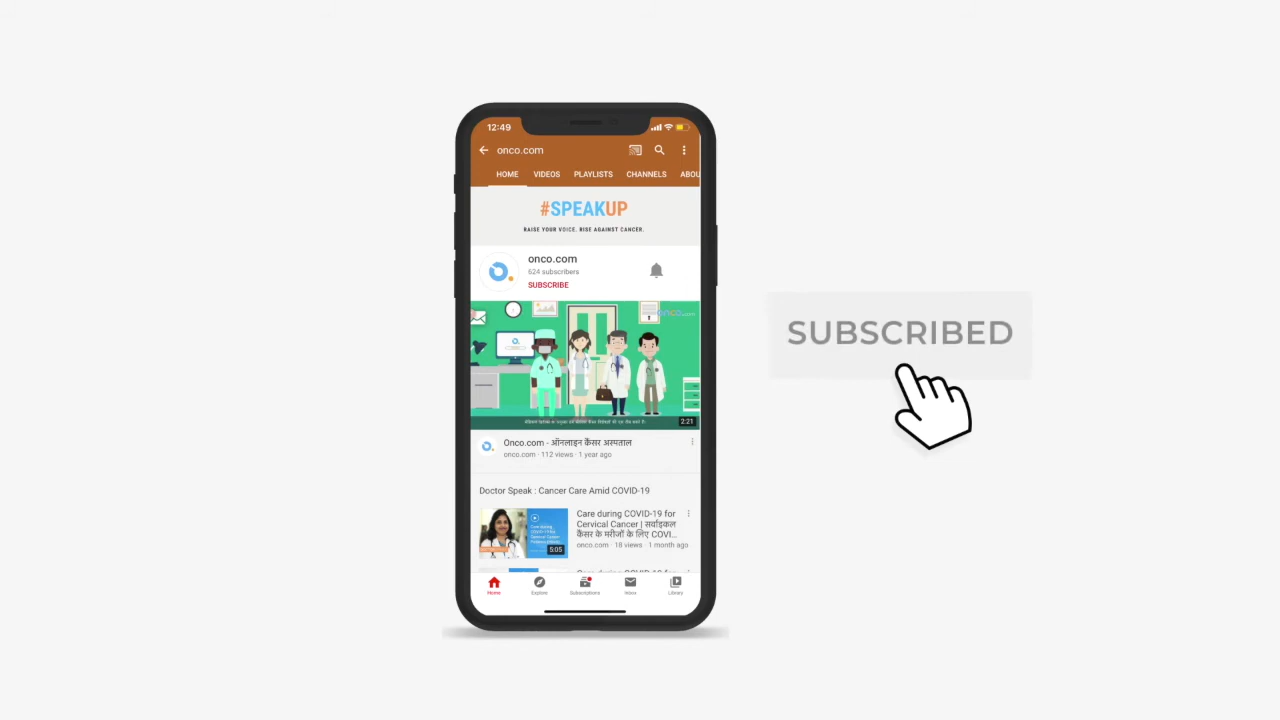 12:49
onco.com
HOME VIDEOS PLAYLISTS CHANNELS ABOU
#SPEAKUP
RAISE YOUR VOICE. RISE AGAINST CANCER.
onco.com
624 subscribers
SUBSCRIBE
onco.com
2:21
Onco.com - ऑनलाइन कैंसर अस्पताल
onco.com · 112 views · 1 year ago
Doctor Speak : Cancer Care Amid COVID-19
Care during COVID-19 for
Cervical Cancer | सर्वाइकल
कैंसर के मरीजों के लिए COVI...
onco.com · 18 views · 1 month ago
5:05
Home Explore Subscriptions Inbox Library
SUBSCRIBED